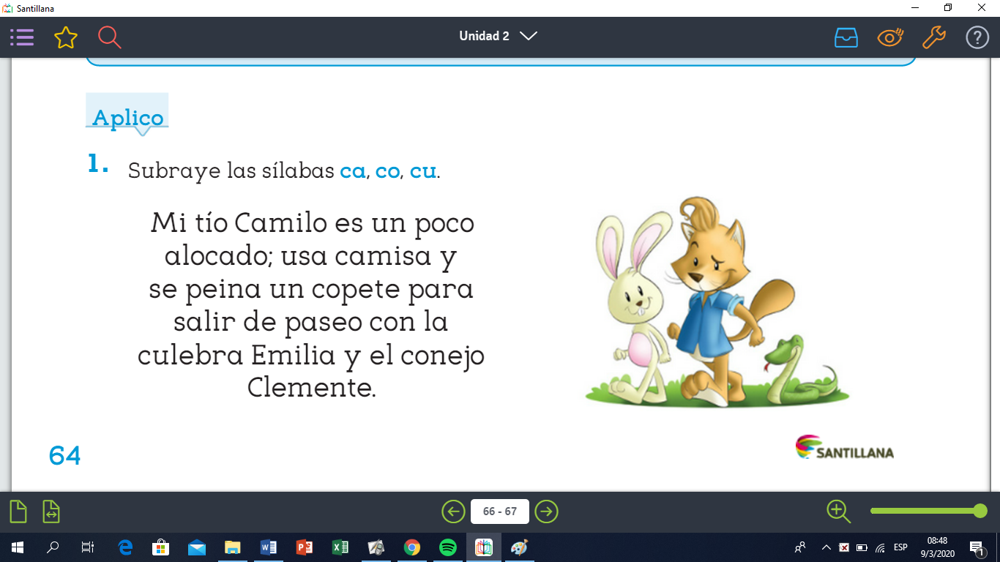 Santillana
Unidad 2
Aplico
1. Subraye las sílabas ca, co, cu.
Mi tío Camilo es un poco
alocado; usa camisa y
se peina un copete para
salir de paseo con la
culebra Emilia y el conejo
Clemente.
64
SANTILLANA
66 - 67
ESP
08:48
9/3/2020
1